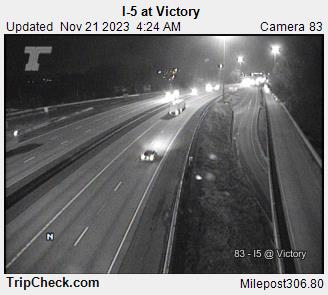 I-5 at Victory
Updated Nov 21 2023 4:24 AM Camera 83
T
N
83 - I5 @ Victory
TripCheck.com Milepost306.80